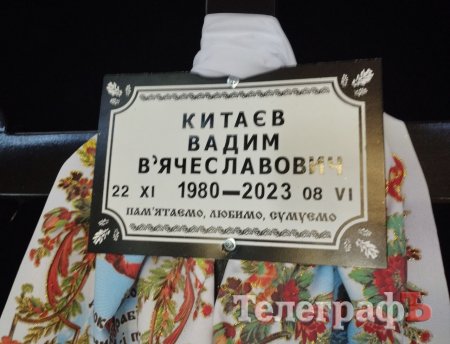 КИТАЄВ
ВАДИМ
В'ЯЧЕСЛАВОВИЧ
22 XI 1980—2023 08 VI
ПАМ'ЯТАЄМО, ЛЮБИМО, СУМУЄМО
ТелеграфЪ